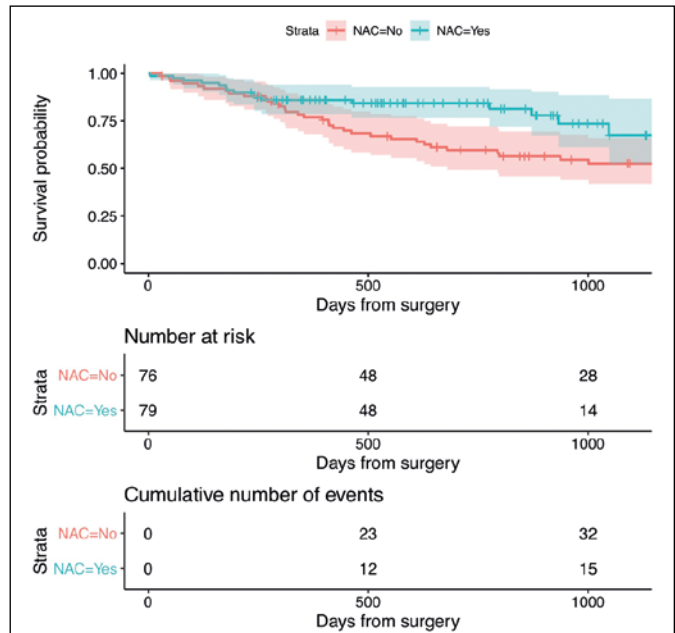 Strata NAC=No NAC=Yes
1.00
0.75
0.50
0.25
0.00
Survival probability
0 500 1000
Days from surgery
Number at risk
Strata
NAC=No 76 48 28
NAC=Yes 79 48 14
0 500 1000
Days from surgery
Cumulative number of events
Strata
NAC=No 0 23 32
NAC=Yes 0 12 15
0 500 1000
Days from surgery